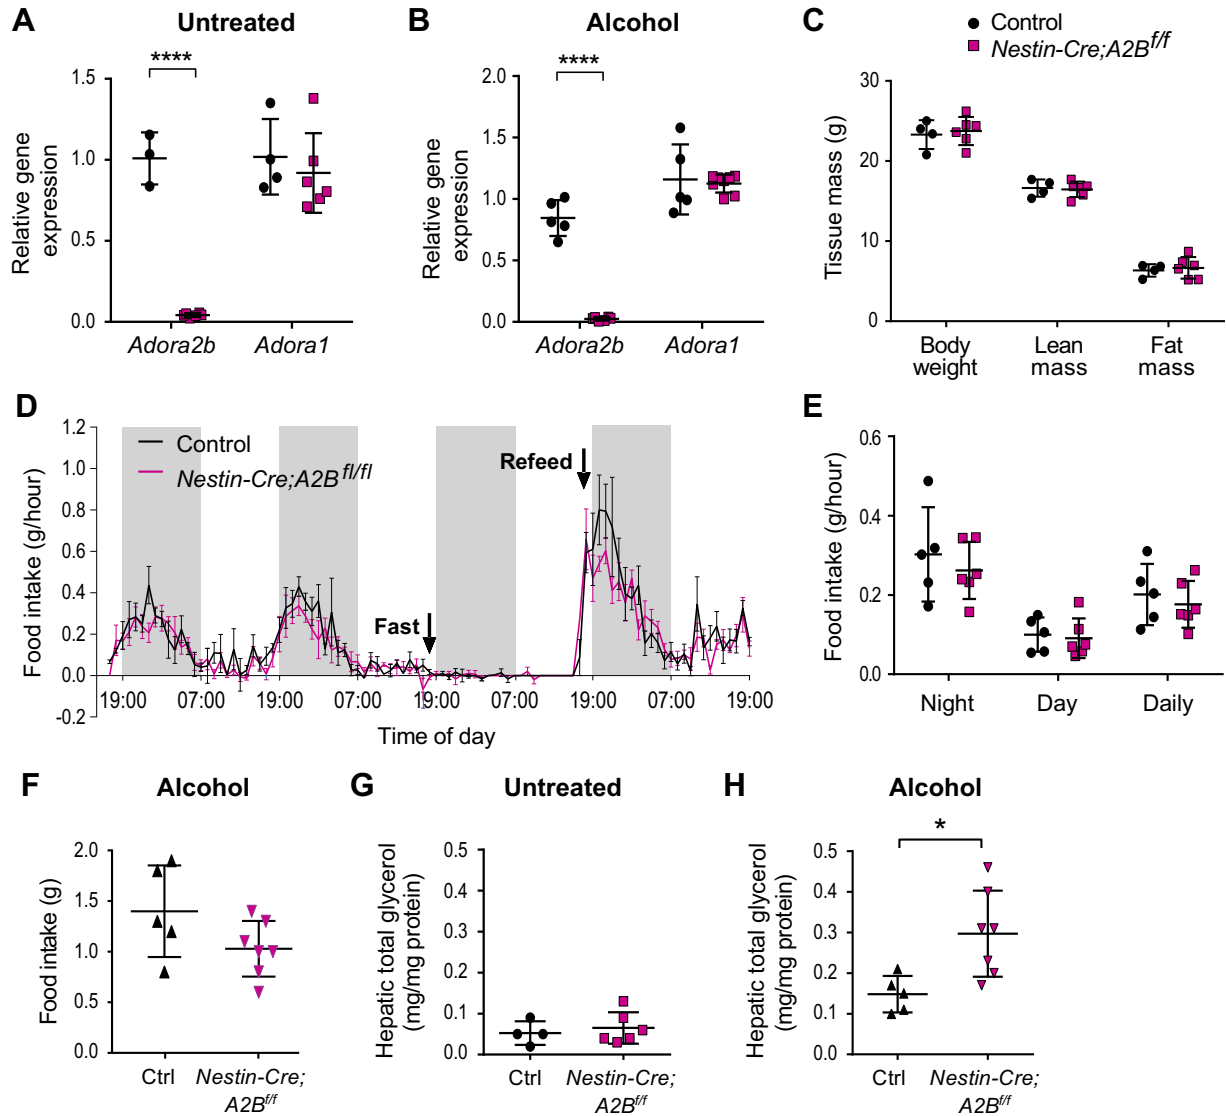 A
Untreated
****
Relative gene
expression
1.5
1.0
0.5
0.0
Adora2b
Adora1
B
Alcohol
****
Relative gene
expression
2.0
1.5
1.0
0.5
0.0
Adora2b
Adora1
C
Control
Nestin-Cre;A2B f/f
Tissue mass (g)
30
20
10
0
Body
weight
Lean
mass
Fat
mass
D
Control
Nestin-Cre;A2B fl/fl
Fast
Refeed
Food intake (g/hour)
1.2
1.0
0.8
0.6
0.4
0.2
0.0
-0.2
19:00
07:00
19:00
07:00
19:00
07:00
19:00
07:00
19:00
Time of day
E
Food intake (g/hour)
0.6
0.4
0.2
0.0
Night
Day
Daily
F
Alcohol
Food intake (g)
2.0
1.5
1.0
0.5
0.0
Ctrl
Nestin-Cre;
A2Bf/f
G
Untreated
Hepatic total glycerol
(mg/mg protein)
0.5
0.4
0.3
0.2
0.1
0.0
Ctrl
Nestin-Cre;
A2Bf/f
H
Alcohol
*
Hepatic total glycerol
(mg/mg protein)
0.5
0.4
0.3
0.2
0.1
0.0
Ctrl
Nestin-Cre;
A2Bf/f